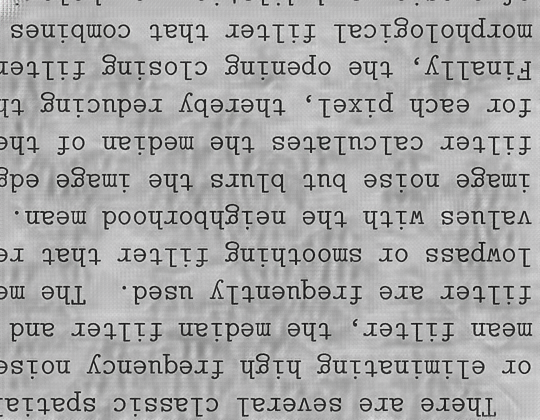 There are several classic spatial
or eliminating high frequency noise
mean filter, the median filter and
filter are frequently used. The me
lowpass or smoothing filter that re
values with the neighborhood mean.
image noise but blurs the image edg
filter calculates the median of the
for each pixel, thereby reducing th
Finally, the opening closing filter
morphological filter that combines